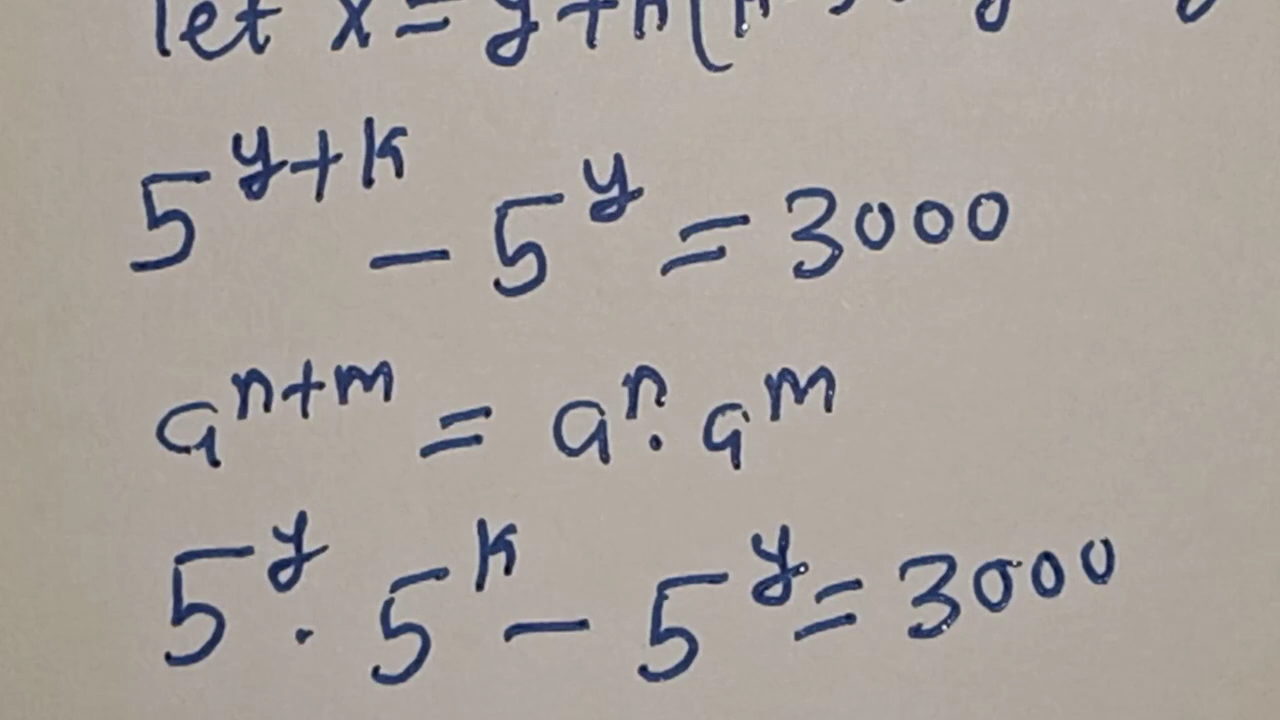 let x = y + k (k
5^{y+k} - 5^y = 3000
a^{n+m} = a^n . a^m
5^y . 5^k - 5^y = 3000